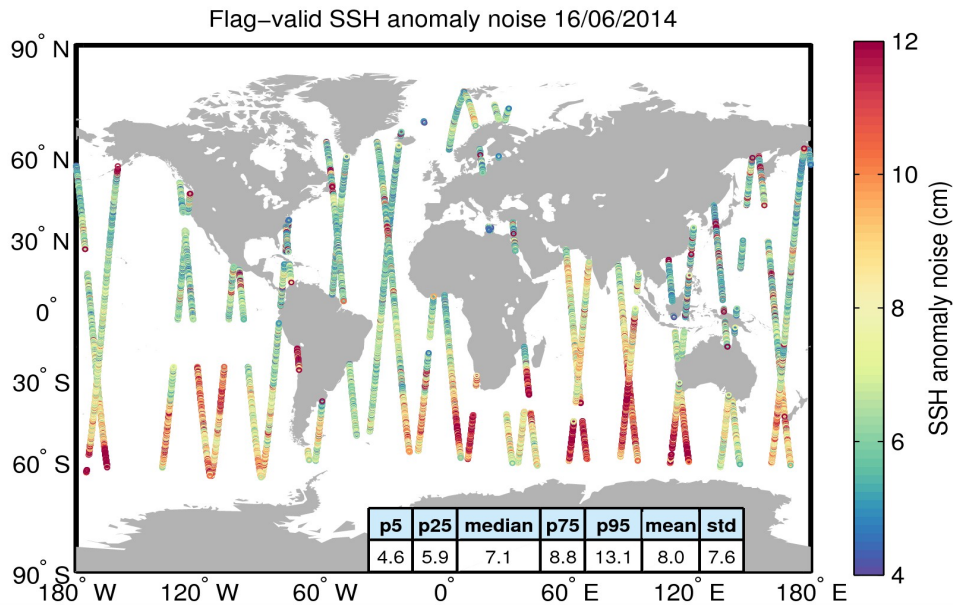 Flag−valid SSH anomaly noise 16/06/2014
90° N
60° N
30° N
0°
30° S
60° S
90° S
180° W
120° W
60° W
0°
60° E
120° E
180° E
12
10
8
6
4
SSH anomaly noise (cm)
p5 p25 median p75 p95 mean std
4.6 5.9 7.1 8.8 13.1 8.0 7.6